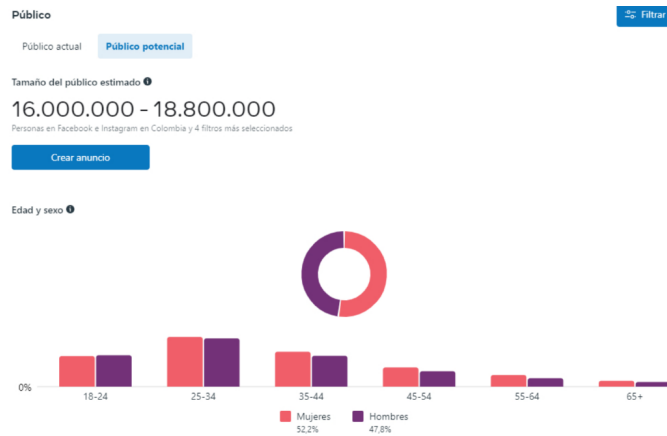 Público
Filtrar
Público actual Público potencial
Tamaño del público estimado
16.000.000 - 18.800.000
Personas en Facebook e Instagram en Colombia y 4 filtros más seleccionados
Crear anuncio
Edad y sexo
0%
18-24 25-34 35-44 45-54 55-64 65+
Mujeres Hombres
52,2% 47,8%